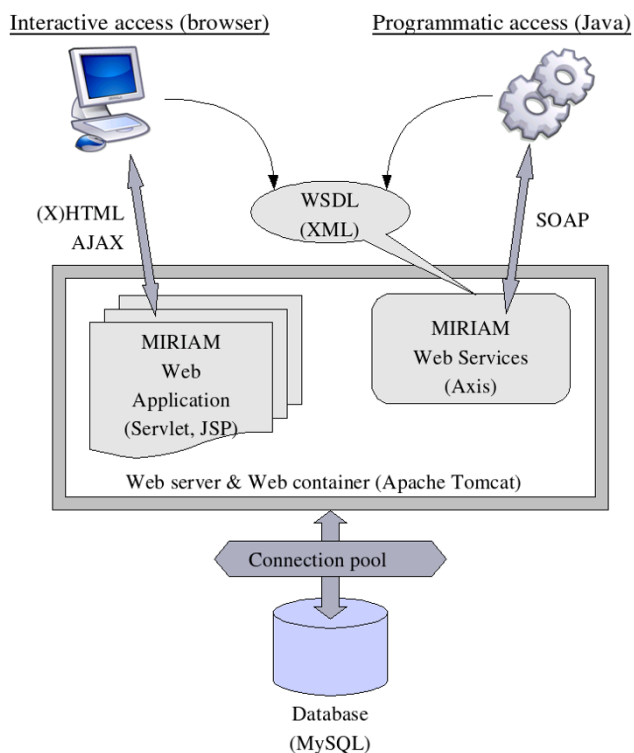 Interactive access (browser)
Programmatic access (Java)
WSDL
(XML)
(X)HTML
AJAX
SOAP
MIRIAM
Web
Application
(Servlet, JSP)
MIRIAM
Web Services
(Axis)
Web server & Web container (Apache Tomcat)
Connection pool
Database
(MySQL)